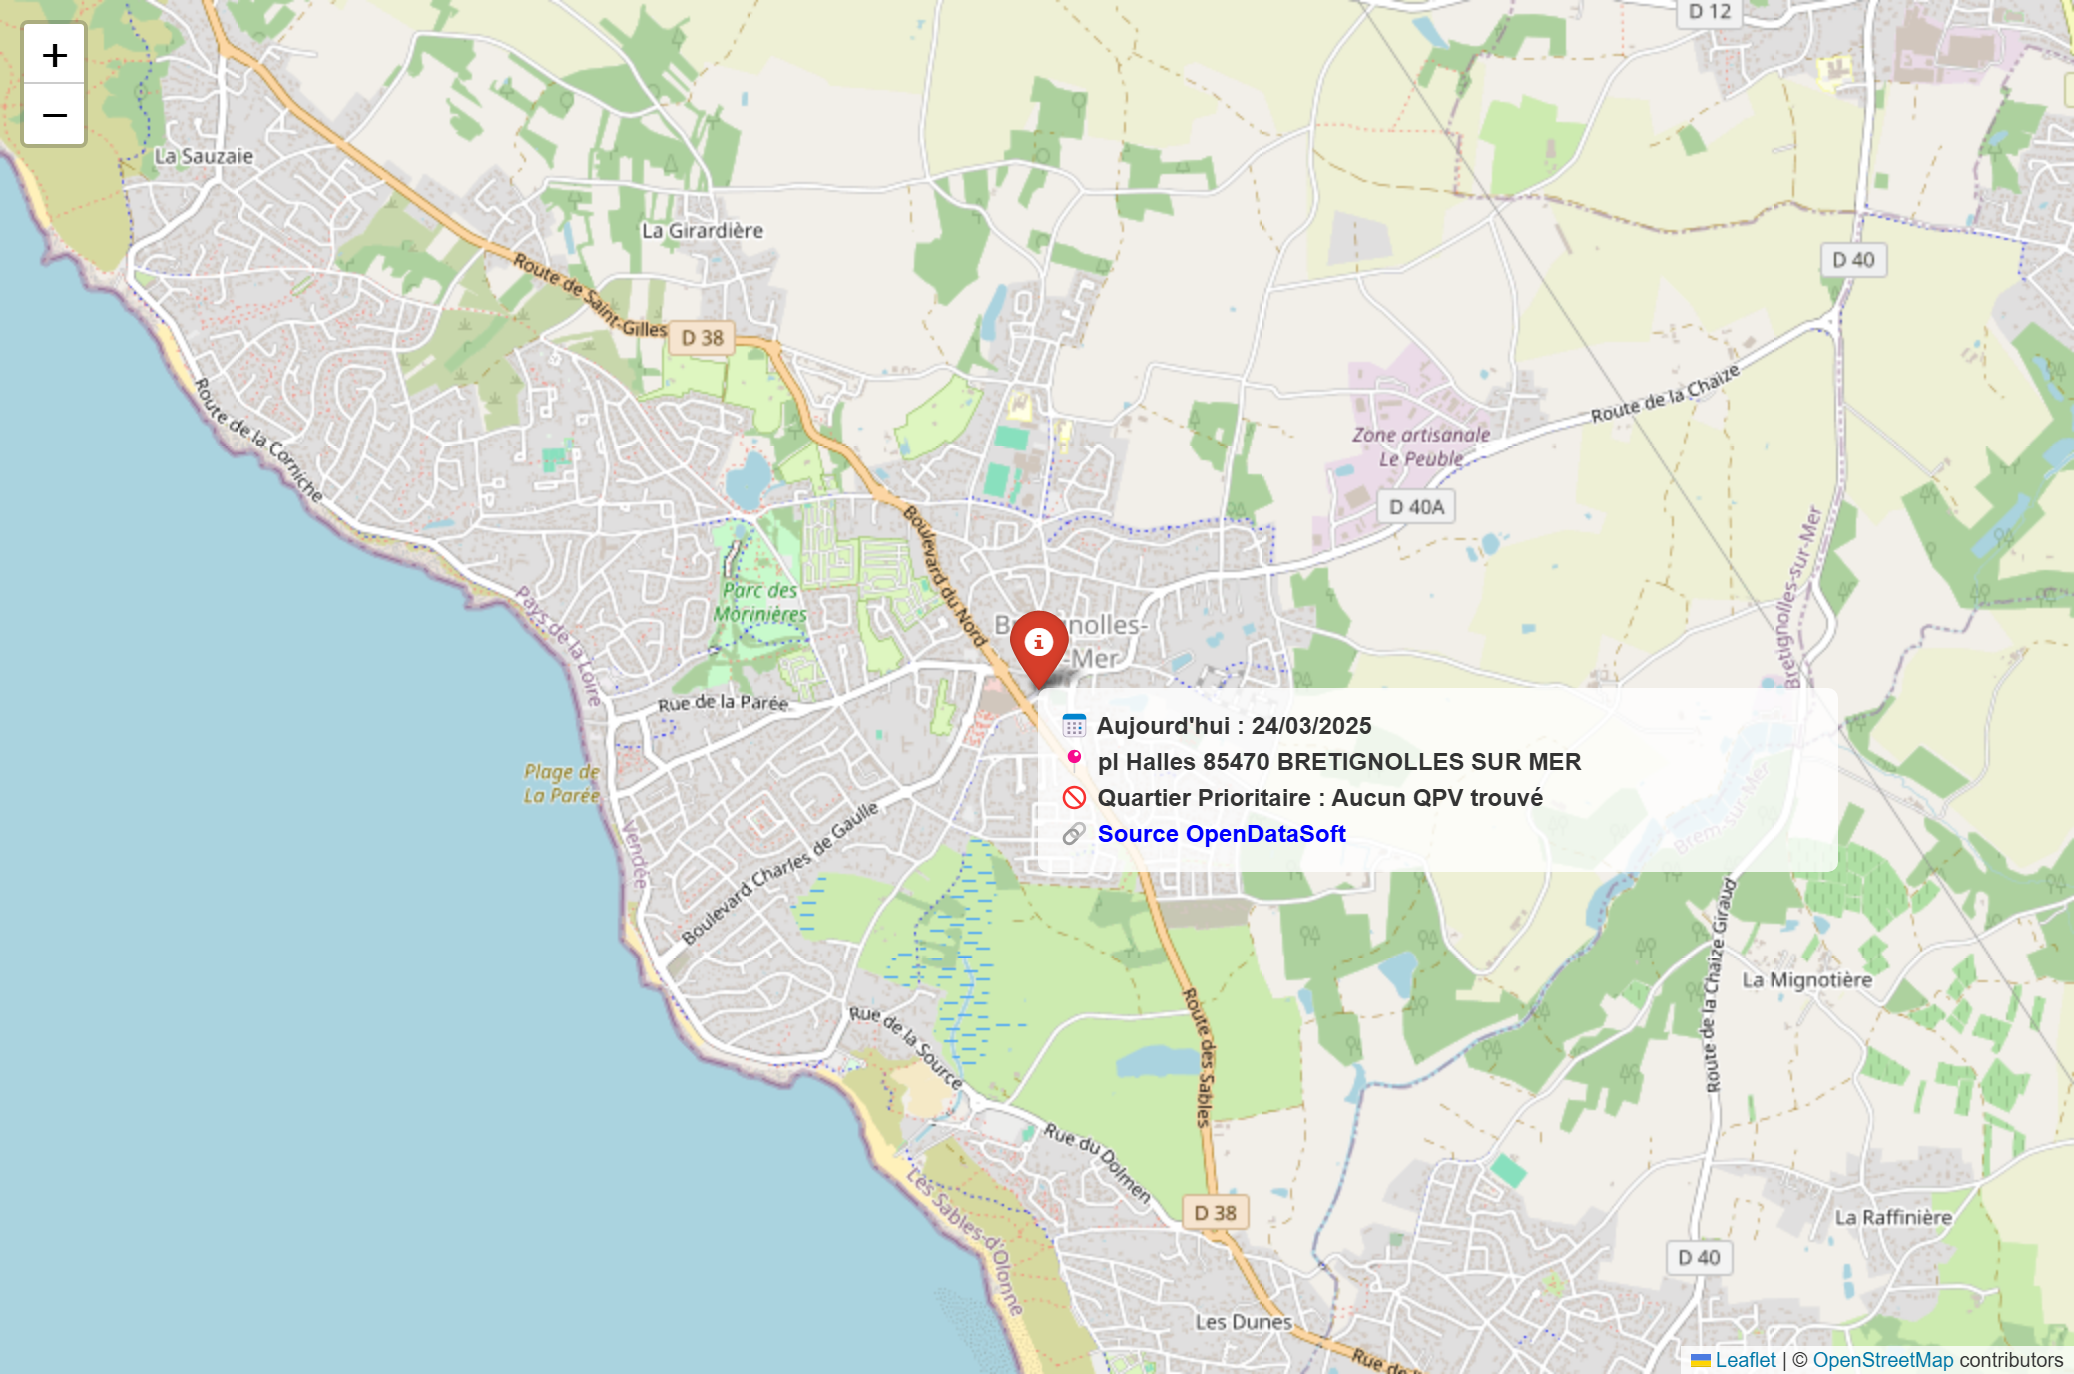 +
−
D 12
La Sauzaie
La Girardière
D 40
Route de Saint-Gilles
D 38
Route de la Chaize
Route de la Corniche
Zone artisanale
Le Peuble
D 40A
Boulevard du Nord
Bretignolles-sur-Mer
Parc des
Morinières
Pays de la Loire
-Mer
Rue de la Parée
Aujourd'hui : 24/03/2025
pl Halles 85470 BRETIGNOLLES SUR MER
Quartier Prioritaire : Aucun QPV trouvé
Source OpenDataSoft
Plage de
La Parée
Vendée
Brem-sur-Mer
Boulevard Charles de Gaulle
Route de la Chaize Giraud
La Mignotière
Rue de la Source
Route des Sables
Rue du Dolmen
Les Sables-d'Olonne
D 38
La Raffinière
D 40
Les Dunes
Rue de
Leaflet | © OpenStreetMap contributors